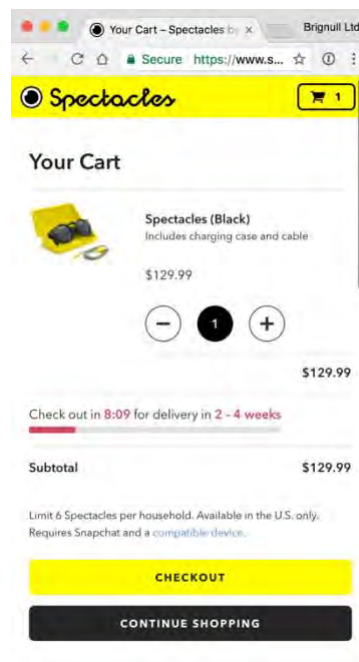 Your Cart – Spectacles b
Brignull Ltd
Secure https://www.s...
Spectacles
1
Your Cart
Spectacles (Black)
Includes charging case and cable
$129.99
1
$129.99
Check out in 8:09 for delivery in 2 - 4 weeks
Subtotal $129.99
Limit 6 Spectacles per household. Available in the U.S. only.
Requires Snapchat and a compatible device.
CHECKOUT
CONTINUE SHOPPING